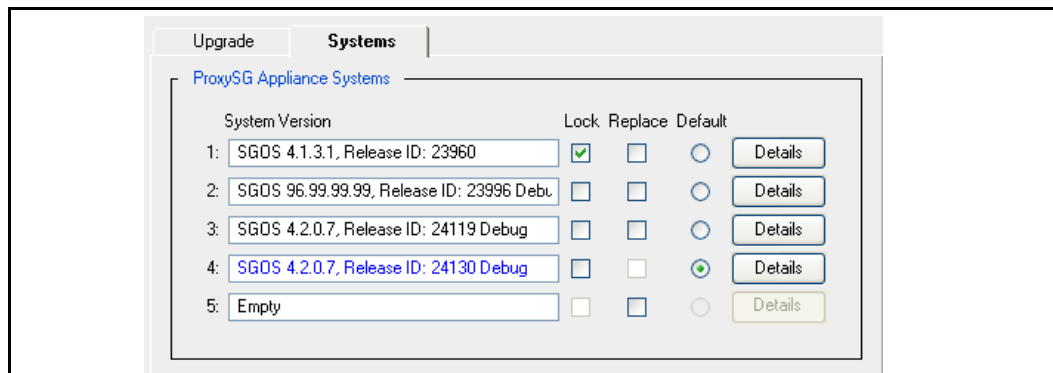 Upgrade Systems
ProxySG Appliance Systems
System Version Lock Replace Default
1: SGOS 4.1.3.1, Release ID: 23960 Details
2: SGOS 96.99.99.99, Release ID: 23996 Debu
3: SGOS 4.2.0.7, Release ID: 24119 Debug Details
4: SGOS 4.2.0.7, Release ID: 24130 Debug Details
5: Empty Details